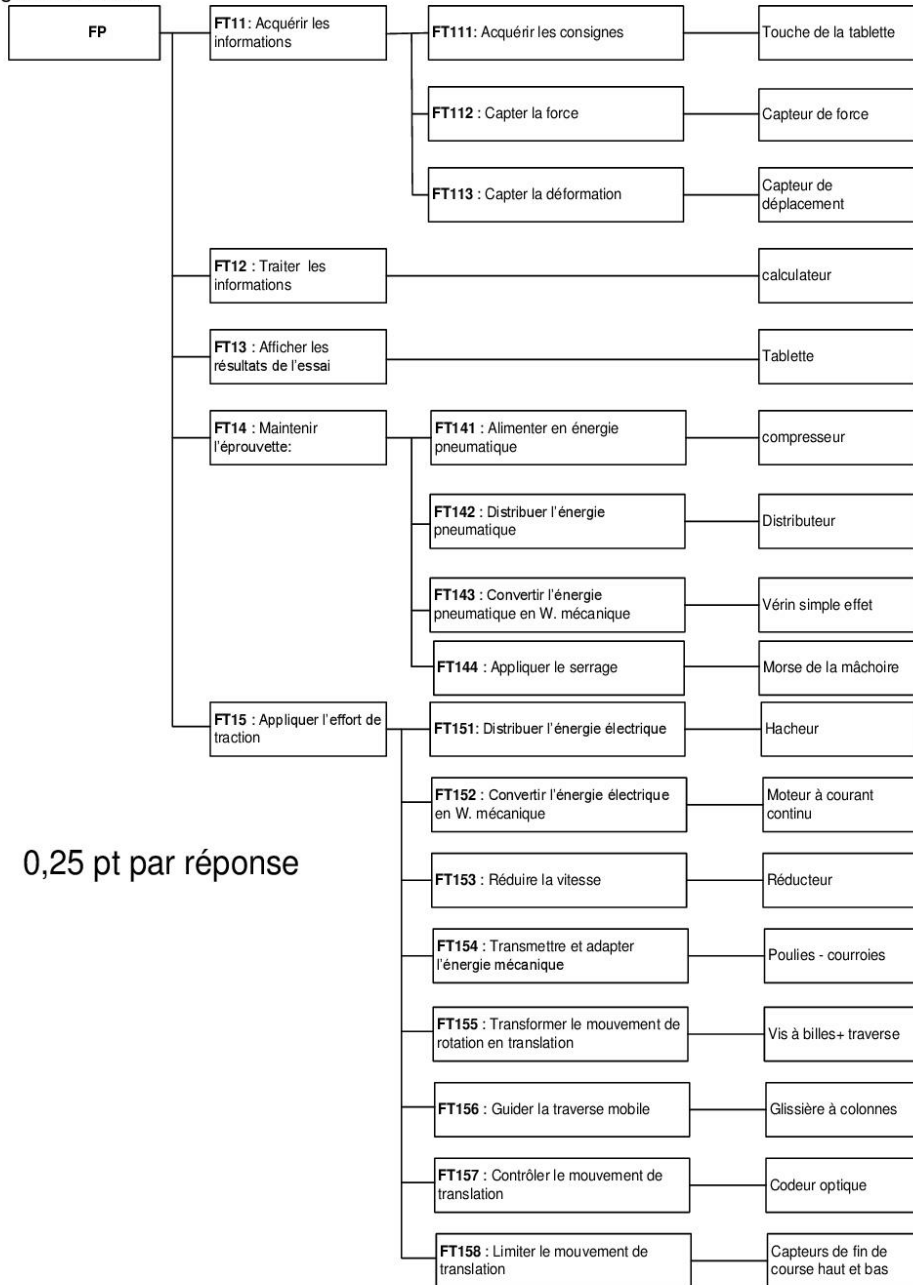 FP
FT11: Acquérir les
informations
FT111: Acquérir les consignes
Touche de la tablette
FT112 : Capter la force
Capteur de force
FT113 : Capter la déformation
Capteur de
déplacement
FT12 : Traiter les
informations
calculateur
FT13 : Afficher les
résultats de l'essai
Tablette
FT14 : Maintenir
l'éprouvette:
FT141 : Alimenter en énergie
pneumatique
compresseur
FT142 : Distribuer l'énergie
pneumatique
Distributeur
FT143 : Convertir l'énergie
pneumatique en W. mécanique
Vérin simple effet
FT144 : Appliquer le serrage
Morse de la mâchoire
FT15 : Appliquer l'effort de
traction
FT151: Distribuer l'énergie électrique
Hacheur
FT152 : Convertir l'énergie électrique
en W. mécanique
Moteur à courant
continu
0,25 pt par réponse
FT153 : Réduire la vitesse
Réducteur
FT154 : Transmettre et adapter
l'énergie mécanique
Poulies - courroies
FT155 : Transformer le mouvement de
rotation en translation
Vis à billes+ traverse
FT156 : Guider la traverse mobile
Glissière à colonnes
FT157 : Contrôler le mouvement de
translation
Codeur optique
FT158 : Limiter le mouvement de
translation
Capteurs de fin de
course haut et bas